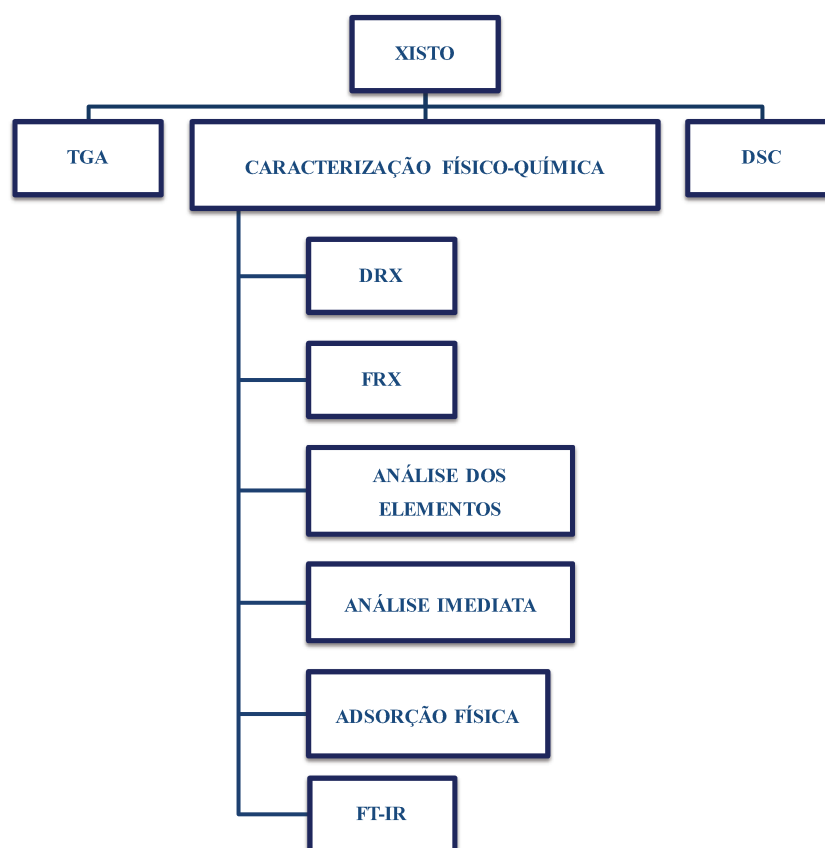 XISTO
TGA
CARACTERIZAÇÃO FÍSICO-QUÍMICA
DSC
DRX
FRX
ANÁLISE DOS
ELEMENTOS
ANÁLISE IMEDIATA
ADSORÇÃO FÍSICA
FT-IR